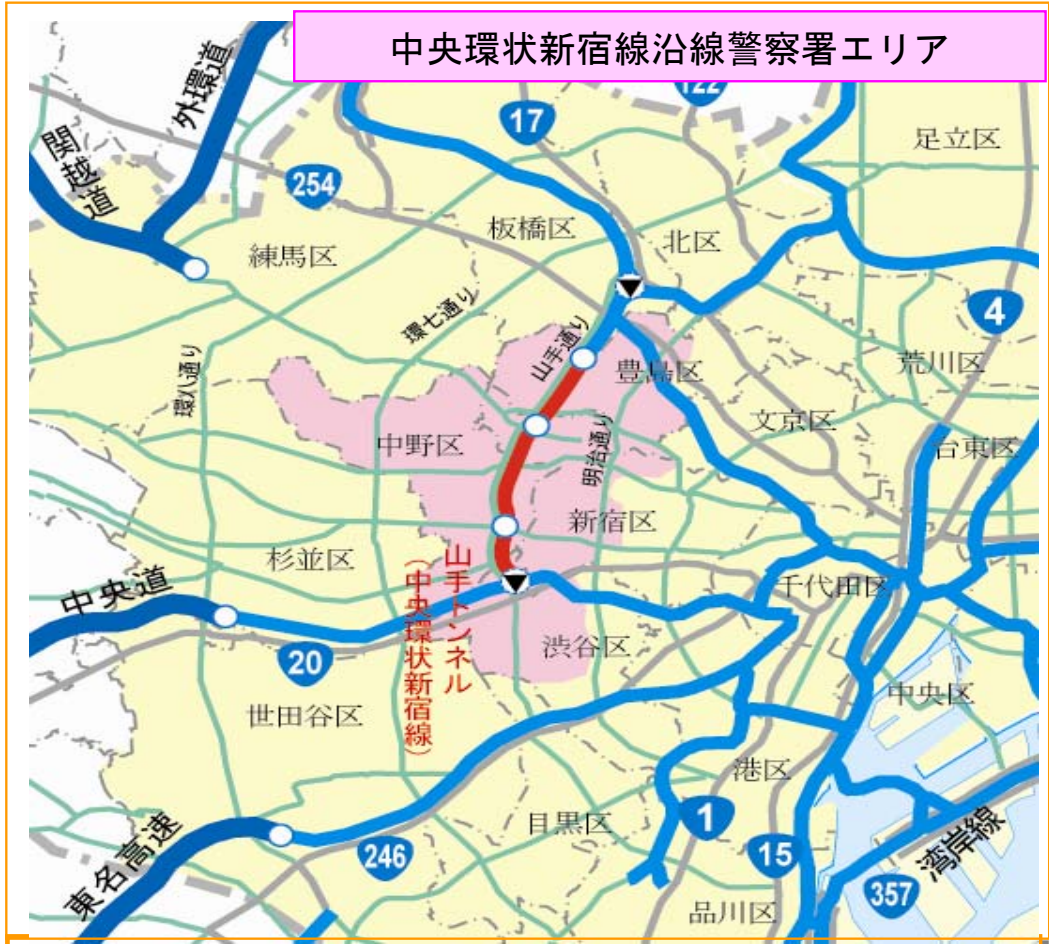 中央環状新宿線沿線警察署エリア
外環道
関越道
17
122
足立区
254
板橋区
北区
練馬区
環七通り
4
山手通り
豊島区
荒川区
環八通り
文京区
中野区
明治通り
台東区
新宿区
杉並区
山手トンネル
(中央環状新宿線)
中央道
千代田区
20
渋谷区
世田谷区
中央区
港区
目黒区
1
東名高速
246
15
湾岸線
357
品川区